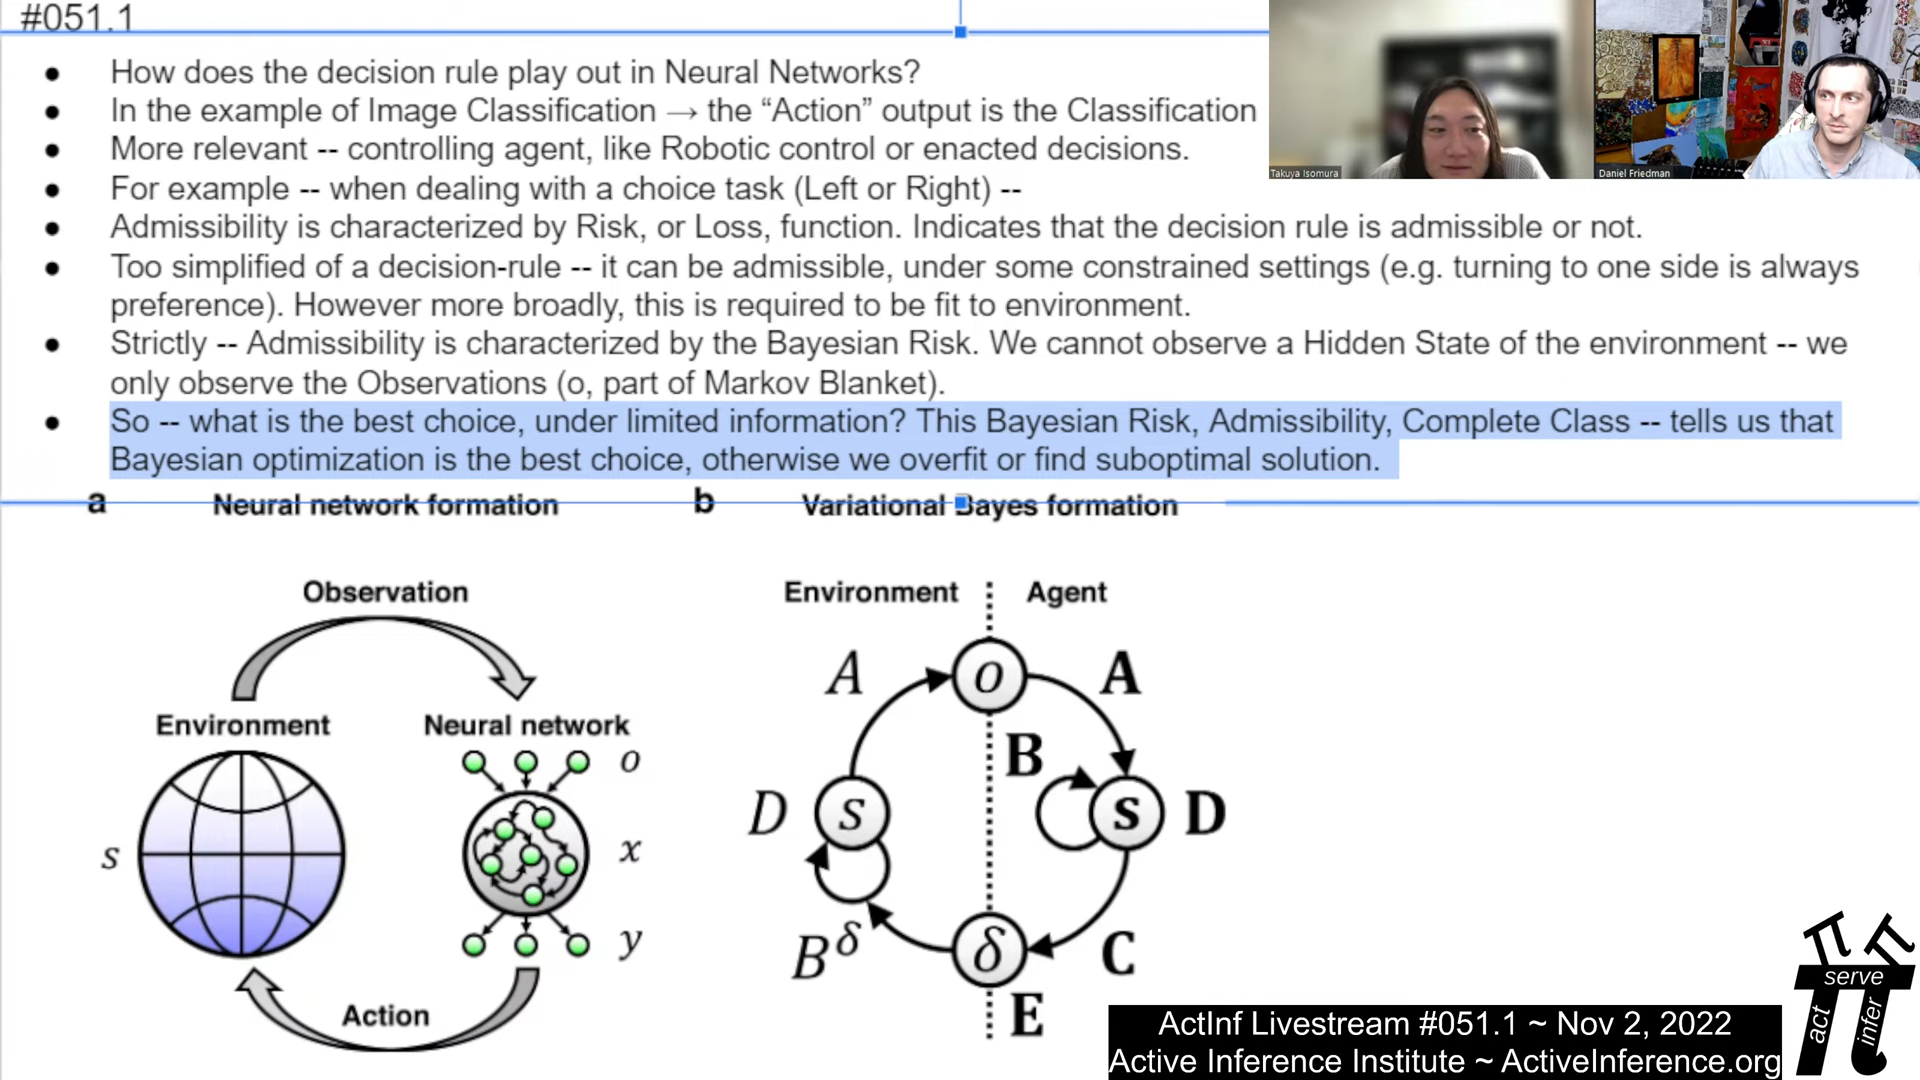 #051.1
● How does the decision rule play out in Neural Networks?
● In the example of Image Classification → the “Action” output is the Classification
● More relevant -- controlling agent, like Robotic control or enacted decisions.
● For example -- when dealing with a choice task (Left or Right) --
● Admissibility is characterized by Risk, or Loss, function. Indicates that the decision rule is admissible or not.
● Too simplified of a decision-rule -- it can be admissible, under some constrained settings (e.g. turning to one side is always
preference). However more broadly, this is required to be fit to environment.
● Strictly -- Admissibility is characterized by the Bayesian Risk. We cannot observe a Hidden State of the environment -- we
only observe the Observations (o, part of Markov Blanket).
● So -- what is the best choice, under limited information? This Bayesian Risk, Admissibility, Complete Class -- tells us that
Bayesian optimization is the best choice, otherwise we overfit or find suboptimal solution.
Takuya Isomura
Daniel Friedman
a Neural network formation
Observation
Environment
Neural network
s
o
x
y
Action
b Variational Bayes formation
Environment
Agent
A
o
A
B
D
s
s
D
B^δ
δ
C
E
serve
act
infer
ActInf Livestream #051.1 ~ Nov 2, 2022
Active Inference Institute ~ ActiveInference.org